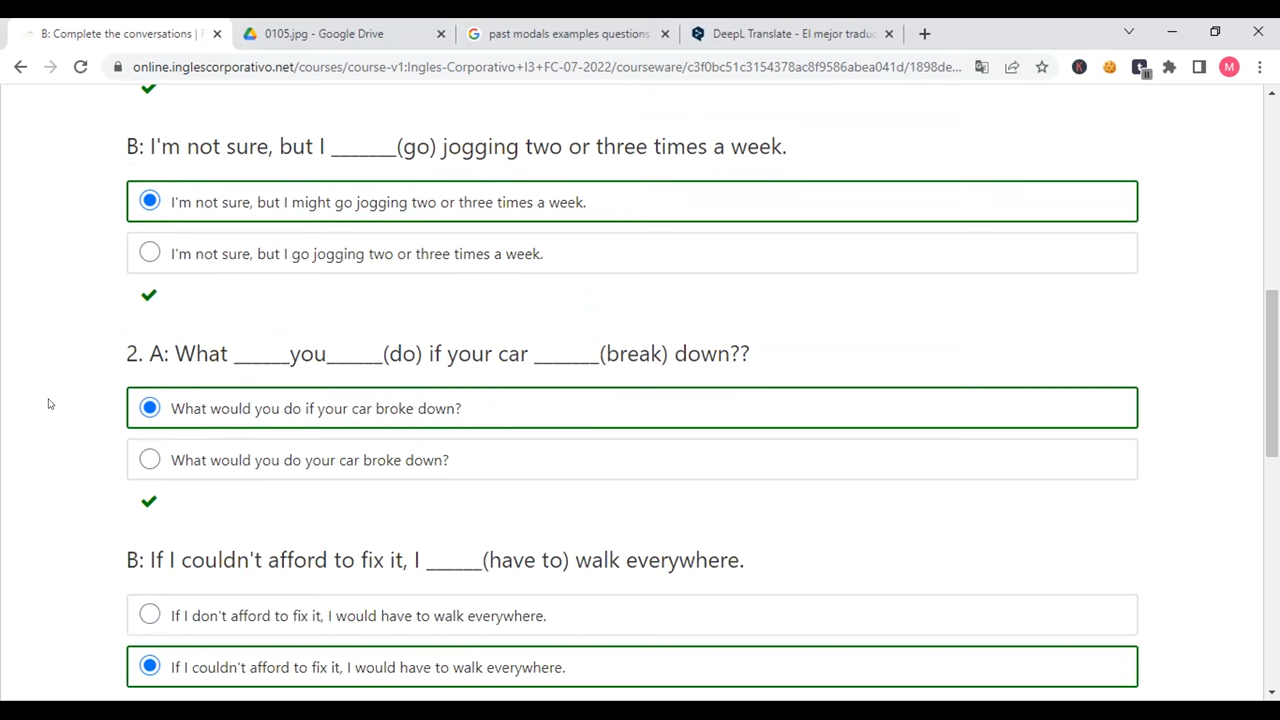 B: Complete the conversations |
0105.jpg - Google Drive
past modals examples questions
DeepL Translate - El mejor traduc
online.inglescorporativo.net/courses/course-v1:Ingles-Corporativo+I3+FC-07-2022/courseware/c3f0bc51c3154378ac8f9586abea041d/1898de...
K
M
B: I'm not sure, but I _______(go) jogging two or three times a week.
I'm not sure, but I might go jogging two or three times a week.
I'm not sure, but I go jogging two or three times a week.
2. A: What ______you______(do) if your car _______(break) down??
What would you do if your car broke down?
What would you do your car broke down?
B: If I couldn't afford to fix it, I ______(have to) walk everywhere.
If I don't afford to fix it, I would have to walk everywhere.
If I couldn't afford to fix it, I would have to walk everywhere.